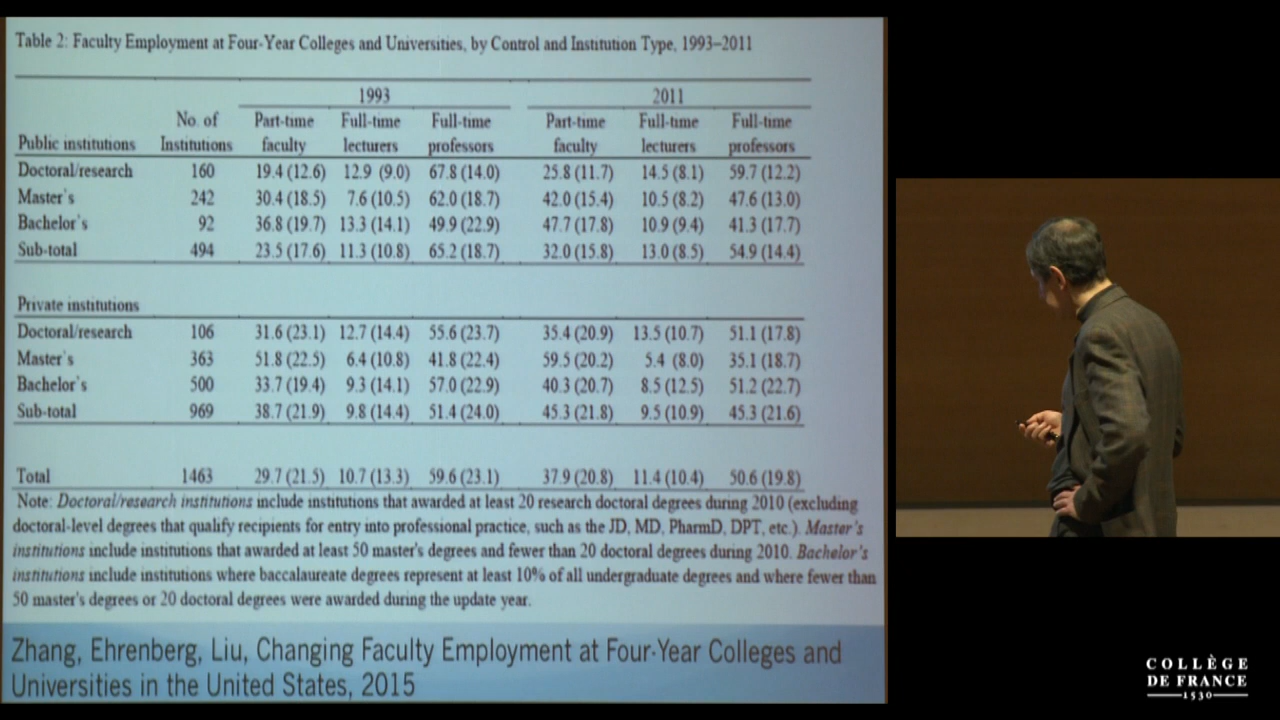 Table 2: Faculty Employment at Four-Year Colleges and Universities, by Control and Institution Type, 1993–2011
1993 2011
No. of Part-time Full-time Full-time Part-time Full-time Full-time
Public institutions Institutions faculty lecturers professors faculty lecturers professors
Doctoral/research 160 19.4 (12.6) 12.9 (9.0) 67.8 (14.0) 25.8 (11.7) 14.5 (8.1) 59.7 (12.2)
Master's 242 30.4 (18.5) 7.6 (10.5) 62.0 (18.7) 42.0 (15.4) 10.5 (8.2) 47.6 (13.0)
Bachelor's 92 36.8 (19.7) 13.3 (14.1) 49.9 (22.9) 47.7 (17.8) 10.9 (9.4) 41.3 (17.7)
Sub-total 494 23.5 (17.6) 11.3 (10.8) 65.2 (18.7) 32.0 (15.8) 13.0 (8.5) 54.9 (14.4)
Private institutions
Doctoral/research 106 31.6 (23.1) 12.7 (14.4) 55.6 (23.7) 35.4 (20.9) 13.5 (10.7) 51.1 (17.8)
Master's 363 51.8 (22.5) 6.4 (10.8) 41.8 (22.4) 59.5 (20.2) 5.4 (8.0) 35.1 (18.7)
Bachelor's 500 33.7 (19.4) 9.3 (14.1) 57.0 (22.9) 40.3 (20.7) 8.5 (12.5) 51.2 (22.7)
Sub-total 969 38.7 (21.9) 9.8 (14.4) 51.4 (24.0) 45.3 (21.8) 9.5 (10.9) 45.3 (21.6)
Total 1463 29.7 (21.5) 10.7 (13.3) 59.6 (23.1) 37.9 (20.8) 11.4 (10.4) 50.6 (19.8)
Note: Doctoral/research institutions include institutions that awarded at least 20 research doctoral degrees during 2010 (excluding
doctoral-level degrees that qualify recipients for entry into professional practice, such as the JD, MD, PharmD, DPT, etc.). Master's
institutions include institutions that awarded at least 50 master's degrees and fewer than 20 doctoral degrees during 2010. Bachelor's
institutions include institutions where baccalaureate degrees represent at least 10% of all undergraduate degrees and where fewer than
50 master's degrees or 20 doctoral degrees were awarded during the update year.
Zhang, Ehrenberg, Liu, Changing Faculty Employment at Four-Year Colleges and
Universities in the United States, 2015
COLLÈGE
DE FRANCE
1530